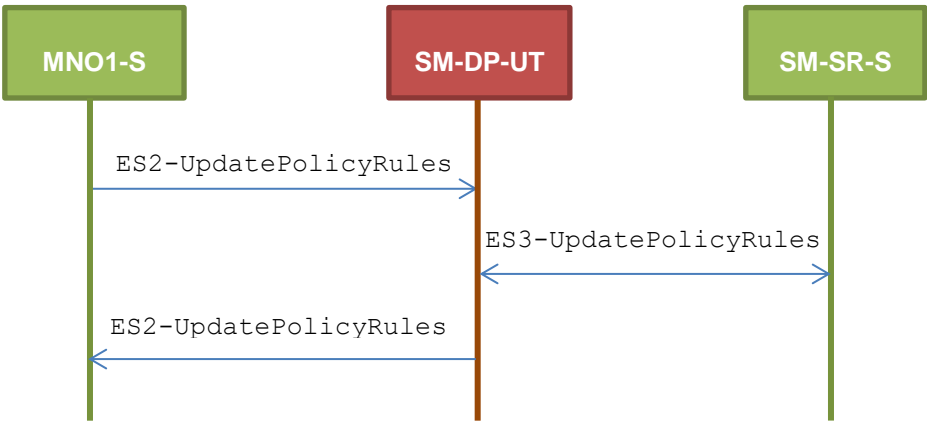 MNO1-S
SM-DP-UT
SM-SR-S
ES2-UpdatePolicyRules
ES3-UpdatePolicyRules
ES2-UpdatePolicyRules